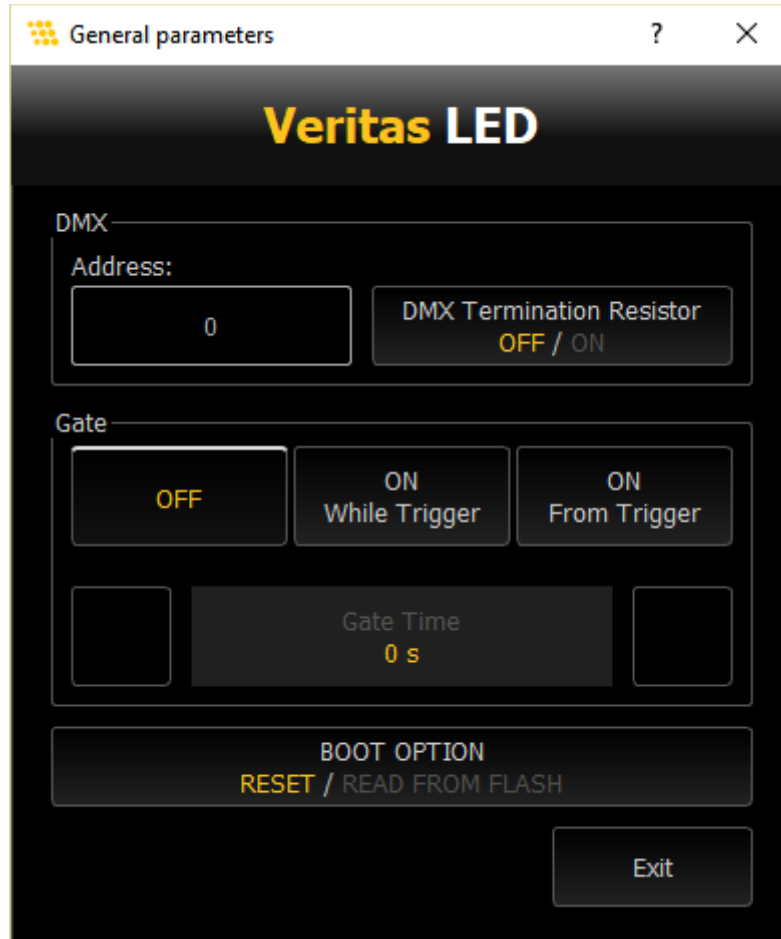 General parameters
?
Veritas LED
DMX
Address:
0
DMX Termination Resistor
OFF / ON
Gate
OFF
ON
While Trigger
ON
From Trigger
Gate Time
0 s
BOOT OPTION
RESET / READ FROM FLASH
Exit